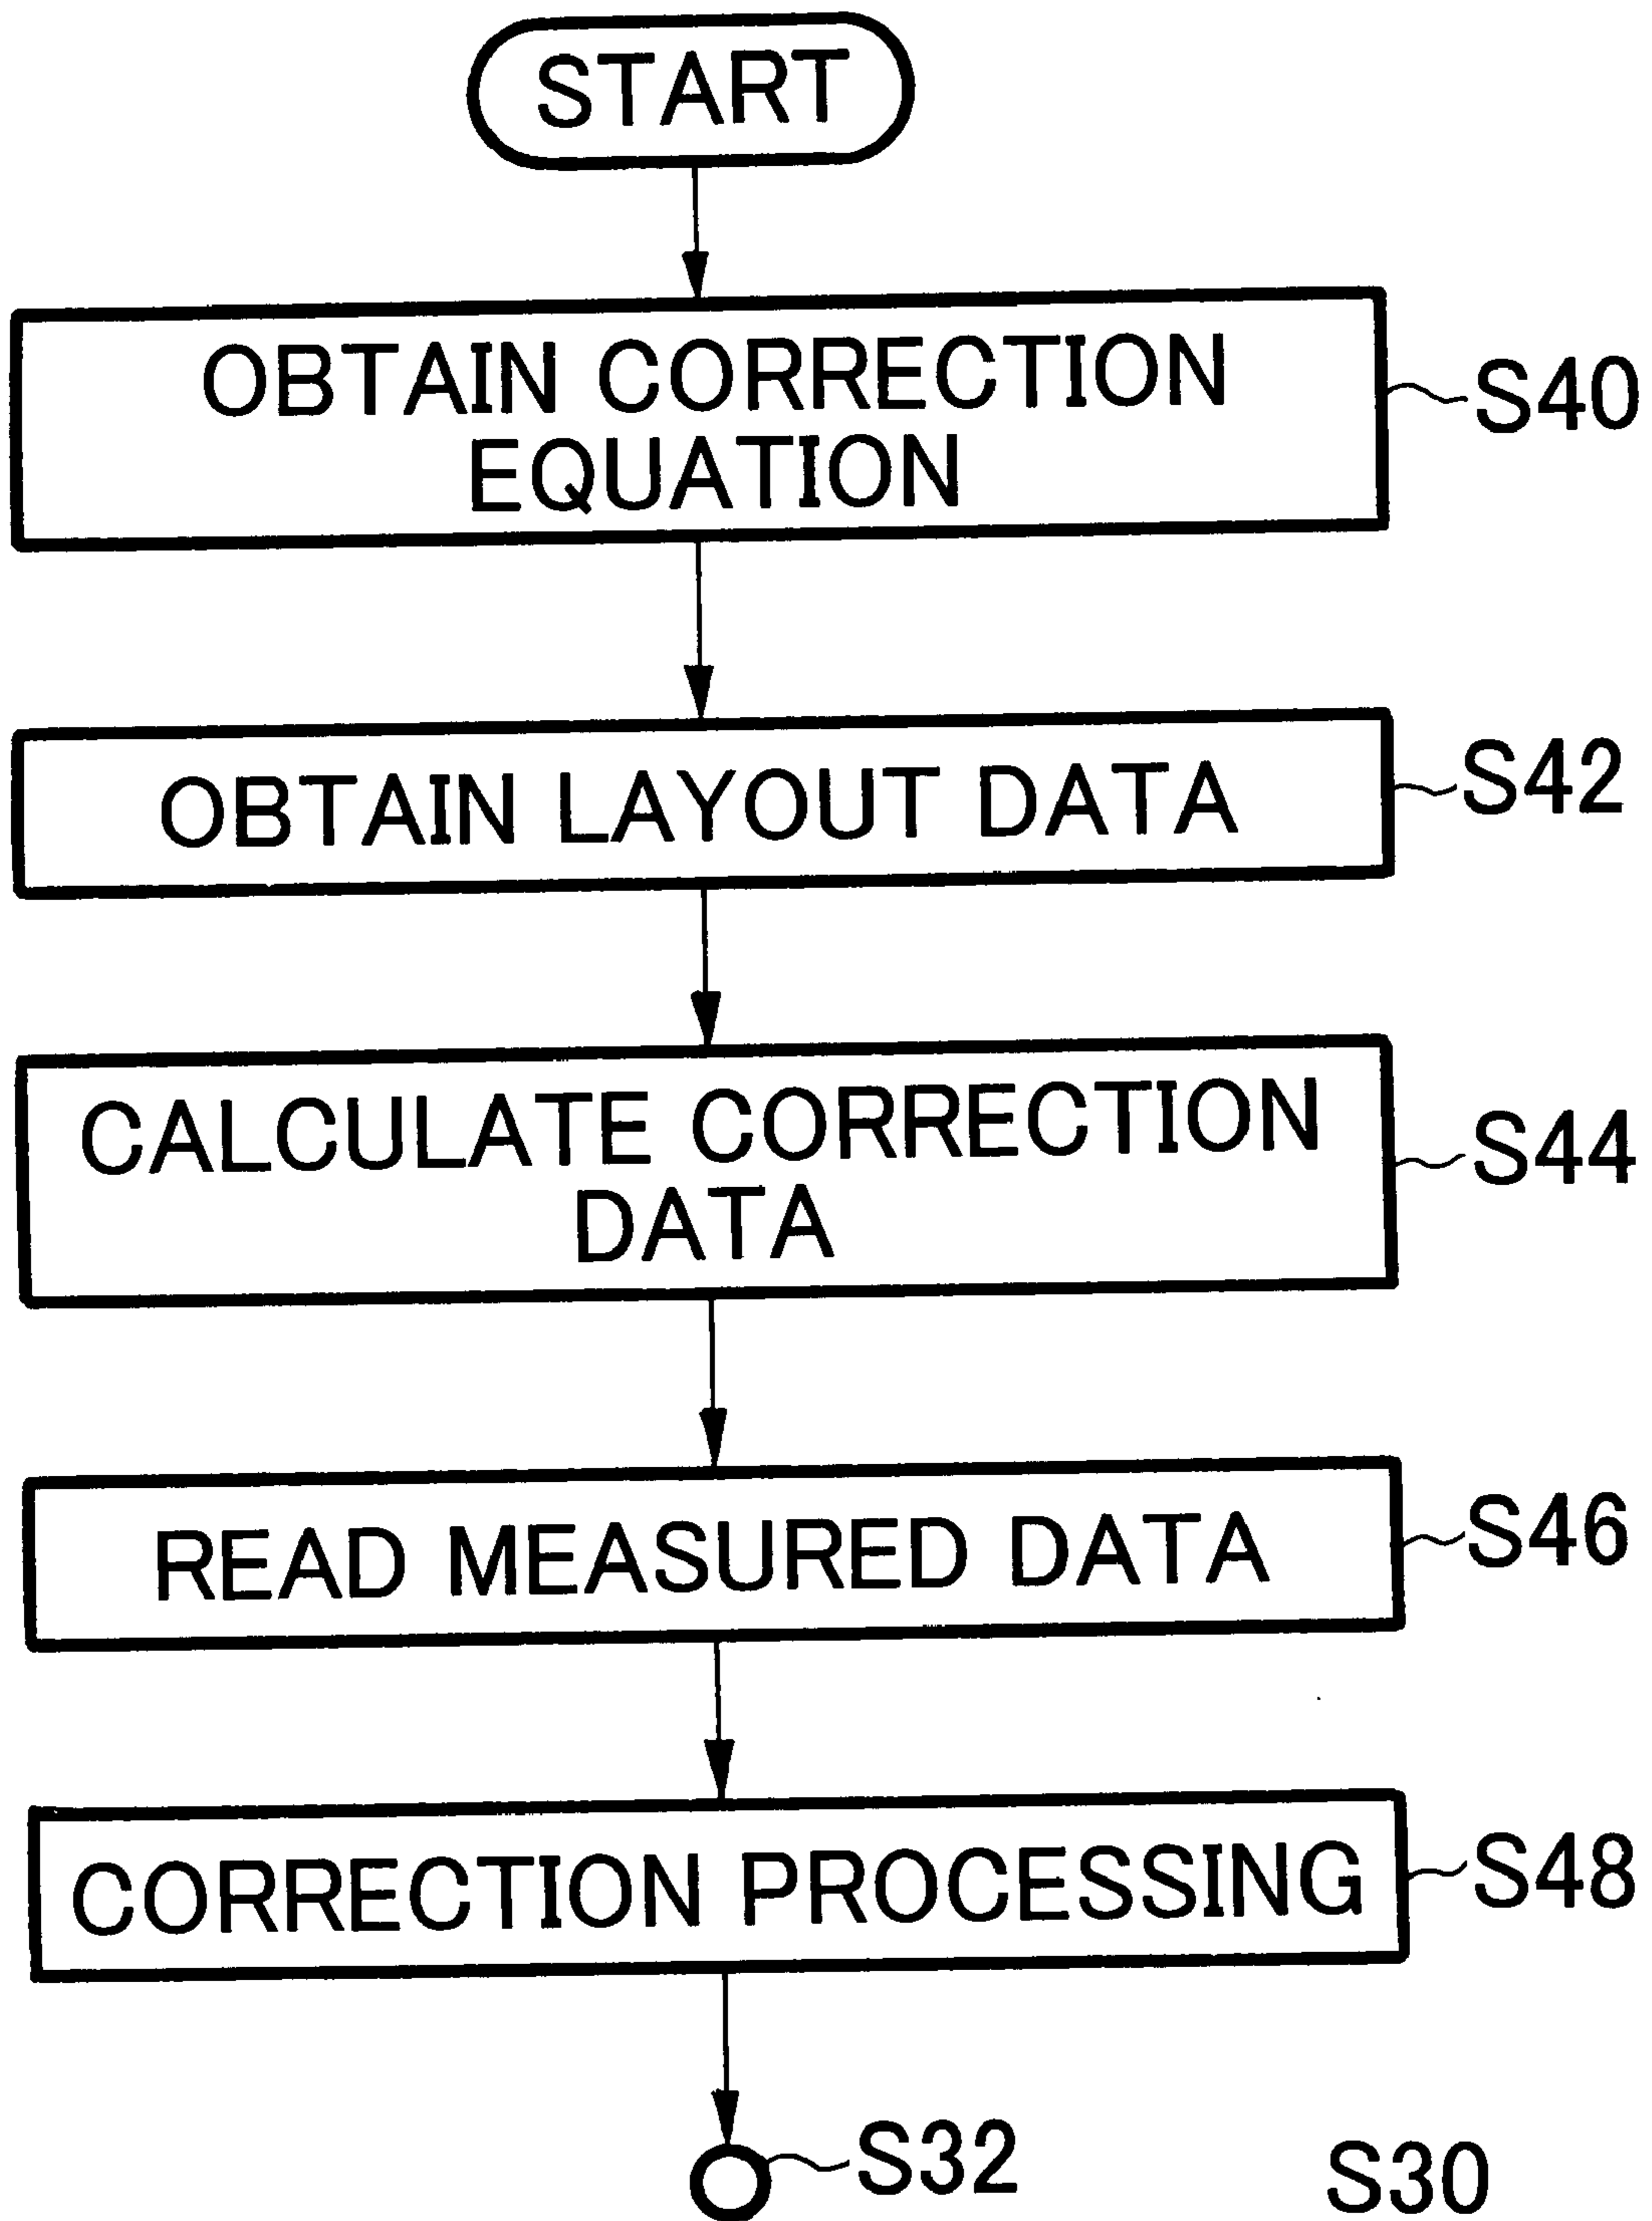 START
OBTAIN CORRECTION
EQUATION
S40
OBTAIN LAYOUT DATA
S42
CALCULATE CORRECTION
DATA
S44
READ MEASURED DATA
S46
CORRECTION PROCESSING
S48
S32
S30